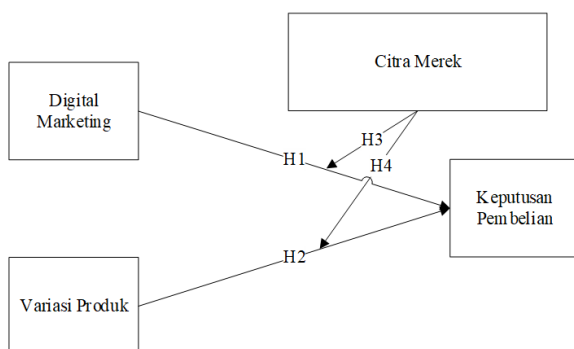 Citra Merek
Digital
Marketing
H1
H3
H4
Keputusan
Pembelian
H2
Variasi Produk